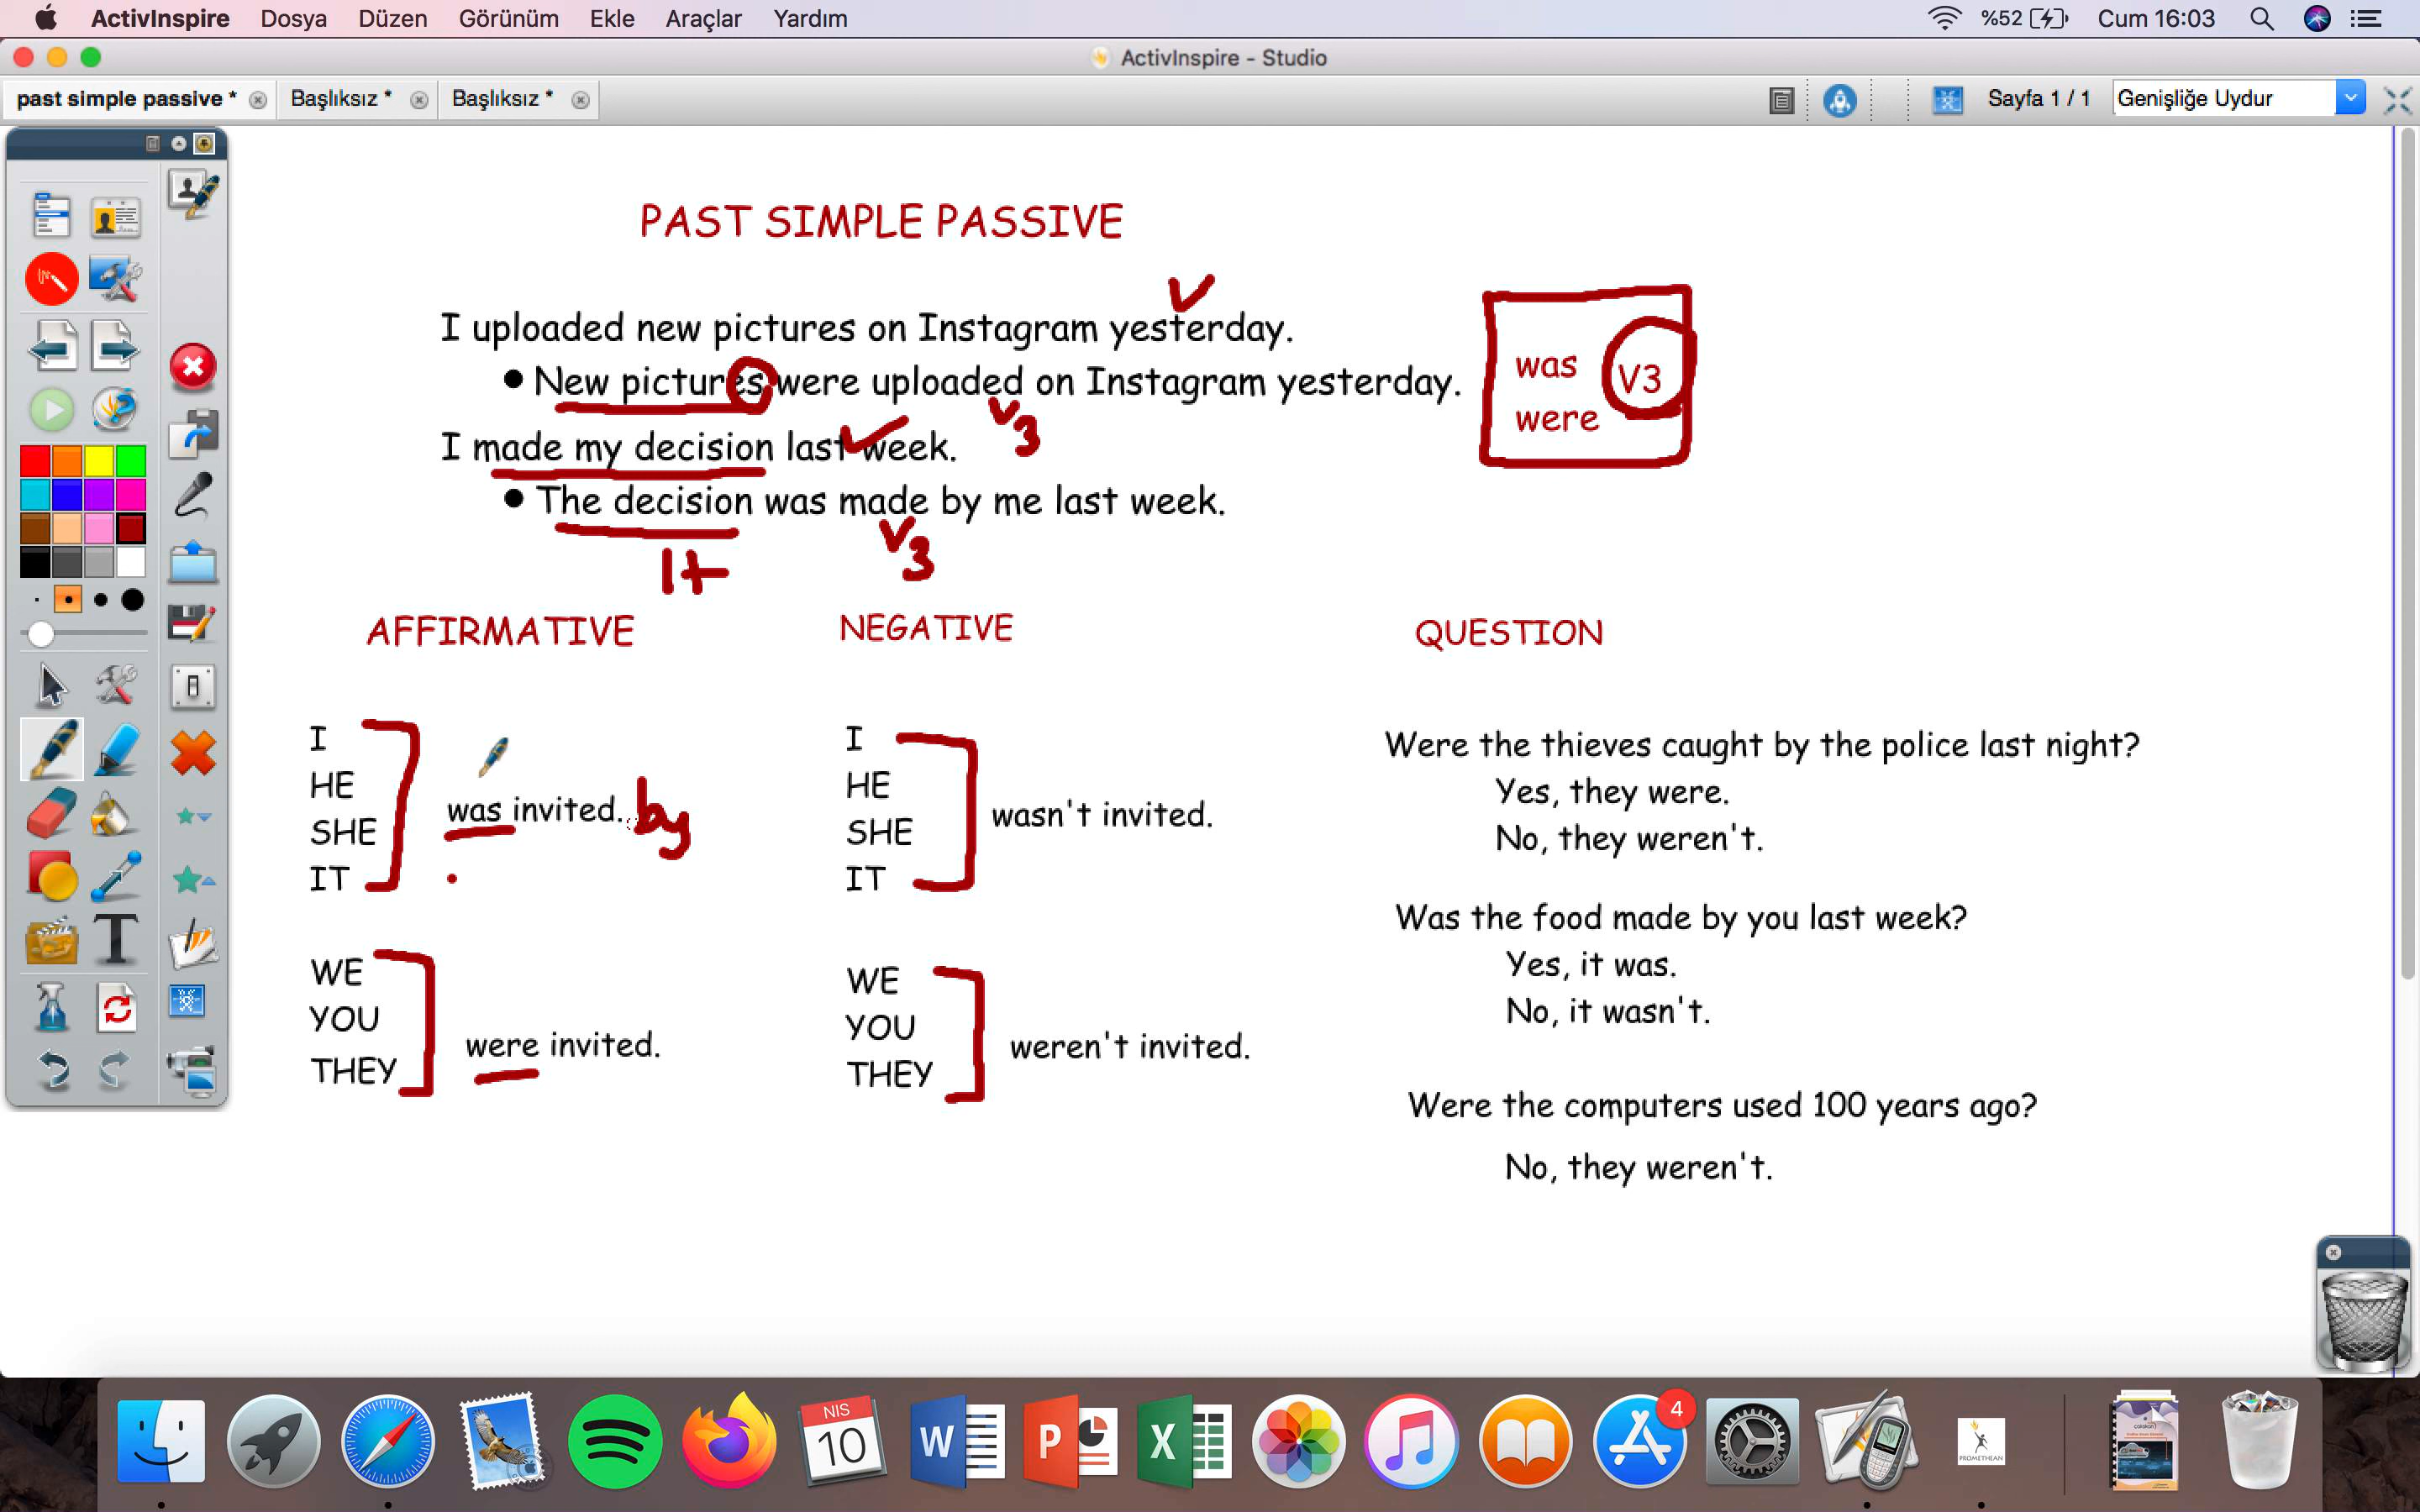 ActivInspire Dosya Düzen Görünüm Ekle Araçlar Yardım %52 Cum 16:03
ActivInspire - Studio
past simple passive * Başlıksız * Başlıksız * Sayfa 1 / 1 Genişliğe Uydur
PAST SIMPLE PASSIVE
I uploaded new pictures on Instagram yesterday.
New pictures were uploaded on Instagram yesterday.
V3
I made my decision last week.
The decision was made by me last week.
It
V3
was
were
V3
AFFIRMATIVE
I
HE
SHE
IT
was invited. by
WE
YOU
THEY
were invited.
NEGATIVE
I
HE
SHE
IT
wasn't invited.
WE
YOU
THEY
weren't invited.
QUESTION
Were the thieves caught by the police last night?
Yes, they were.
No, they weren't.
Was the food made by you last week?
Yes, it was.
No, it wasn't.
Were the computers used 100 years ago?
No, they weren't.
T
NIS
10
W
P
X
4
PROMETHEAN